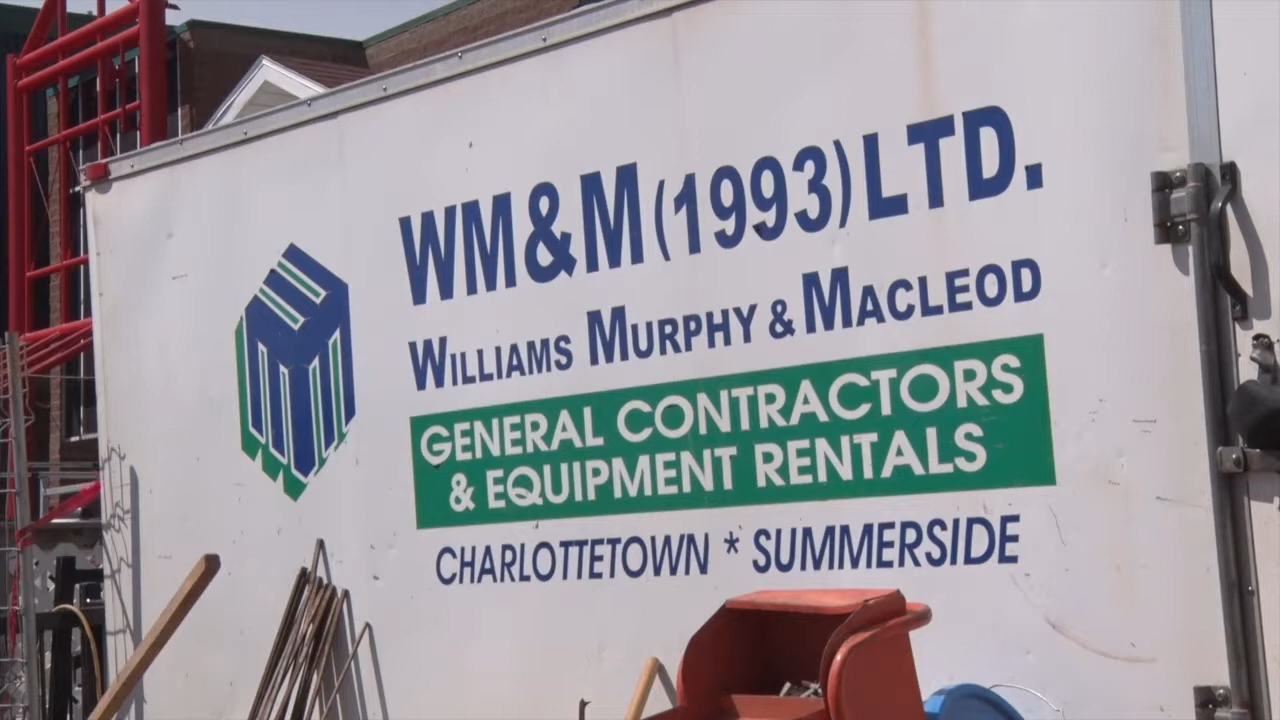 WM&M (1993) LTD.
WILLIAMS MURPHY & MACLEOD
GENERAL CONTRACTORS
& EQUIPMENT RENTALS
CHARLOTTETOWN * SUMMERSIDE